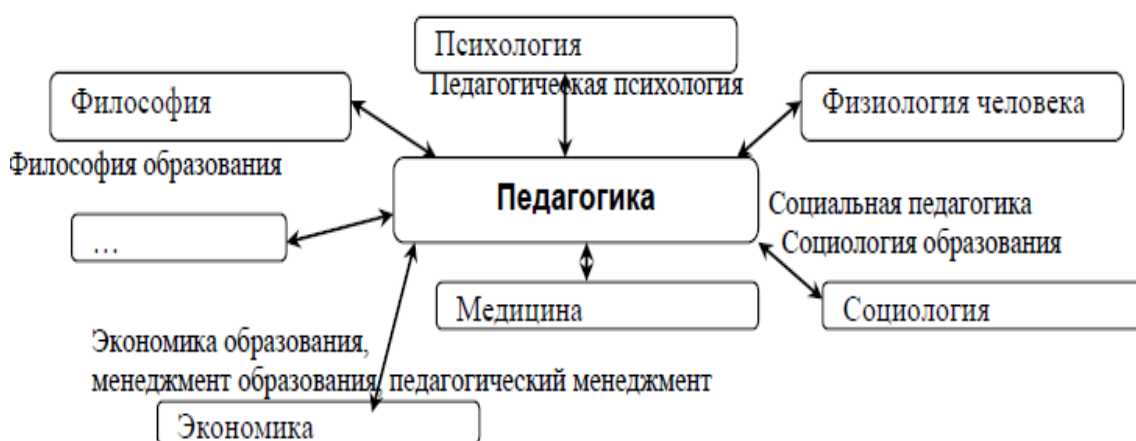 Психология
Педагогическая психология
Философия
Физиология человека
Философия образования
Педагогика
Социальная педагогика
Социология образования
...
Медицина
Социология
Экономика образования,
менеджмент образования, педагогический менеджмент
Экономика